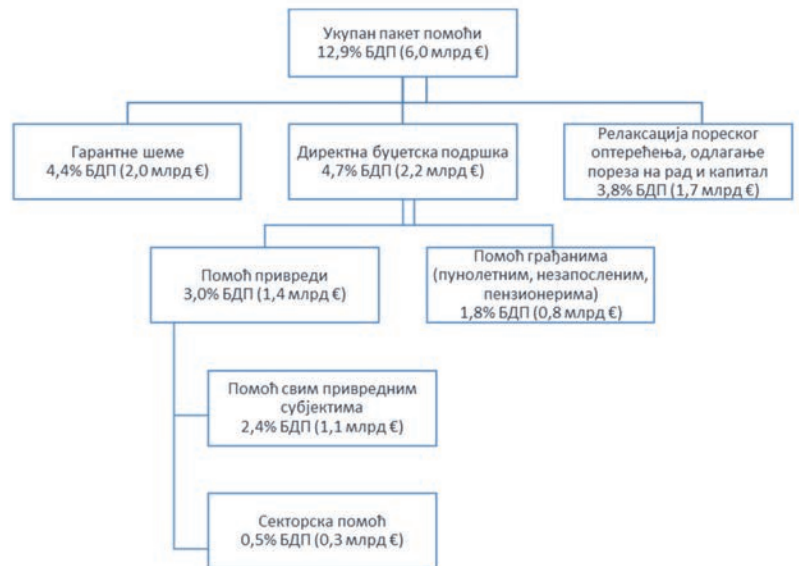 Укупан пакет помоћи
12,9% БДП (6,0 млрд €)
Гарантне шеме
4,4% БДП (2,0 млрд €)
Директна буџетска подршка
4,7% БДП (2,2 млрд €)
Релаксација пореског
оптерећења, одлагање
пореза на рад и капитал
3,8% БДП (1,7 млрд €)
Помоћ привреди
3,0% БДП (1,4 млрд €)
Помоћ грађанима
(пунолетним, незапосленим,
пензионерима)
1,8% БДП (0,8 млрд €)
Помоћ свим привредним
субјектима
2,4% БДП (1,1 млрд €)
Секторска помоћ
0,5% БДП (0,3 млрд €)